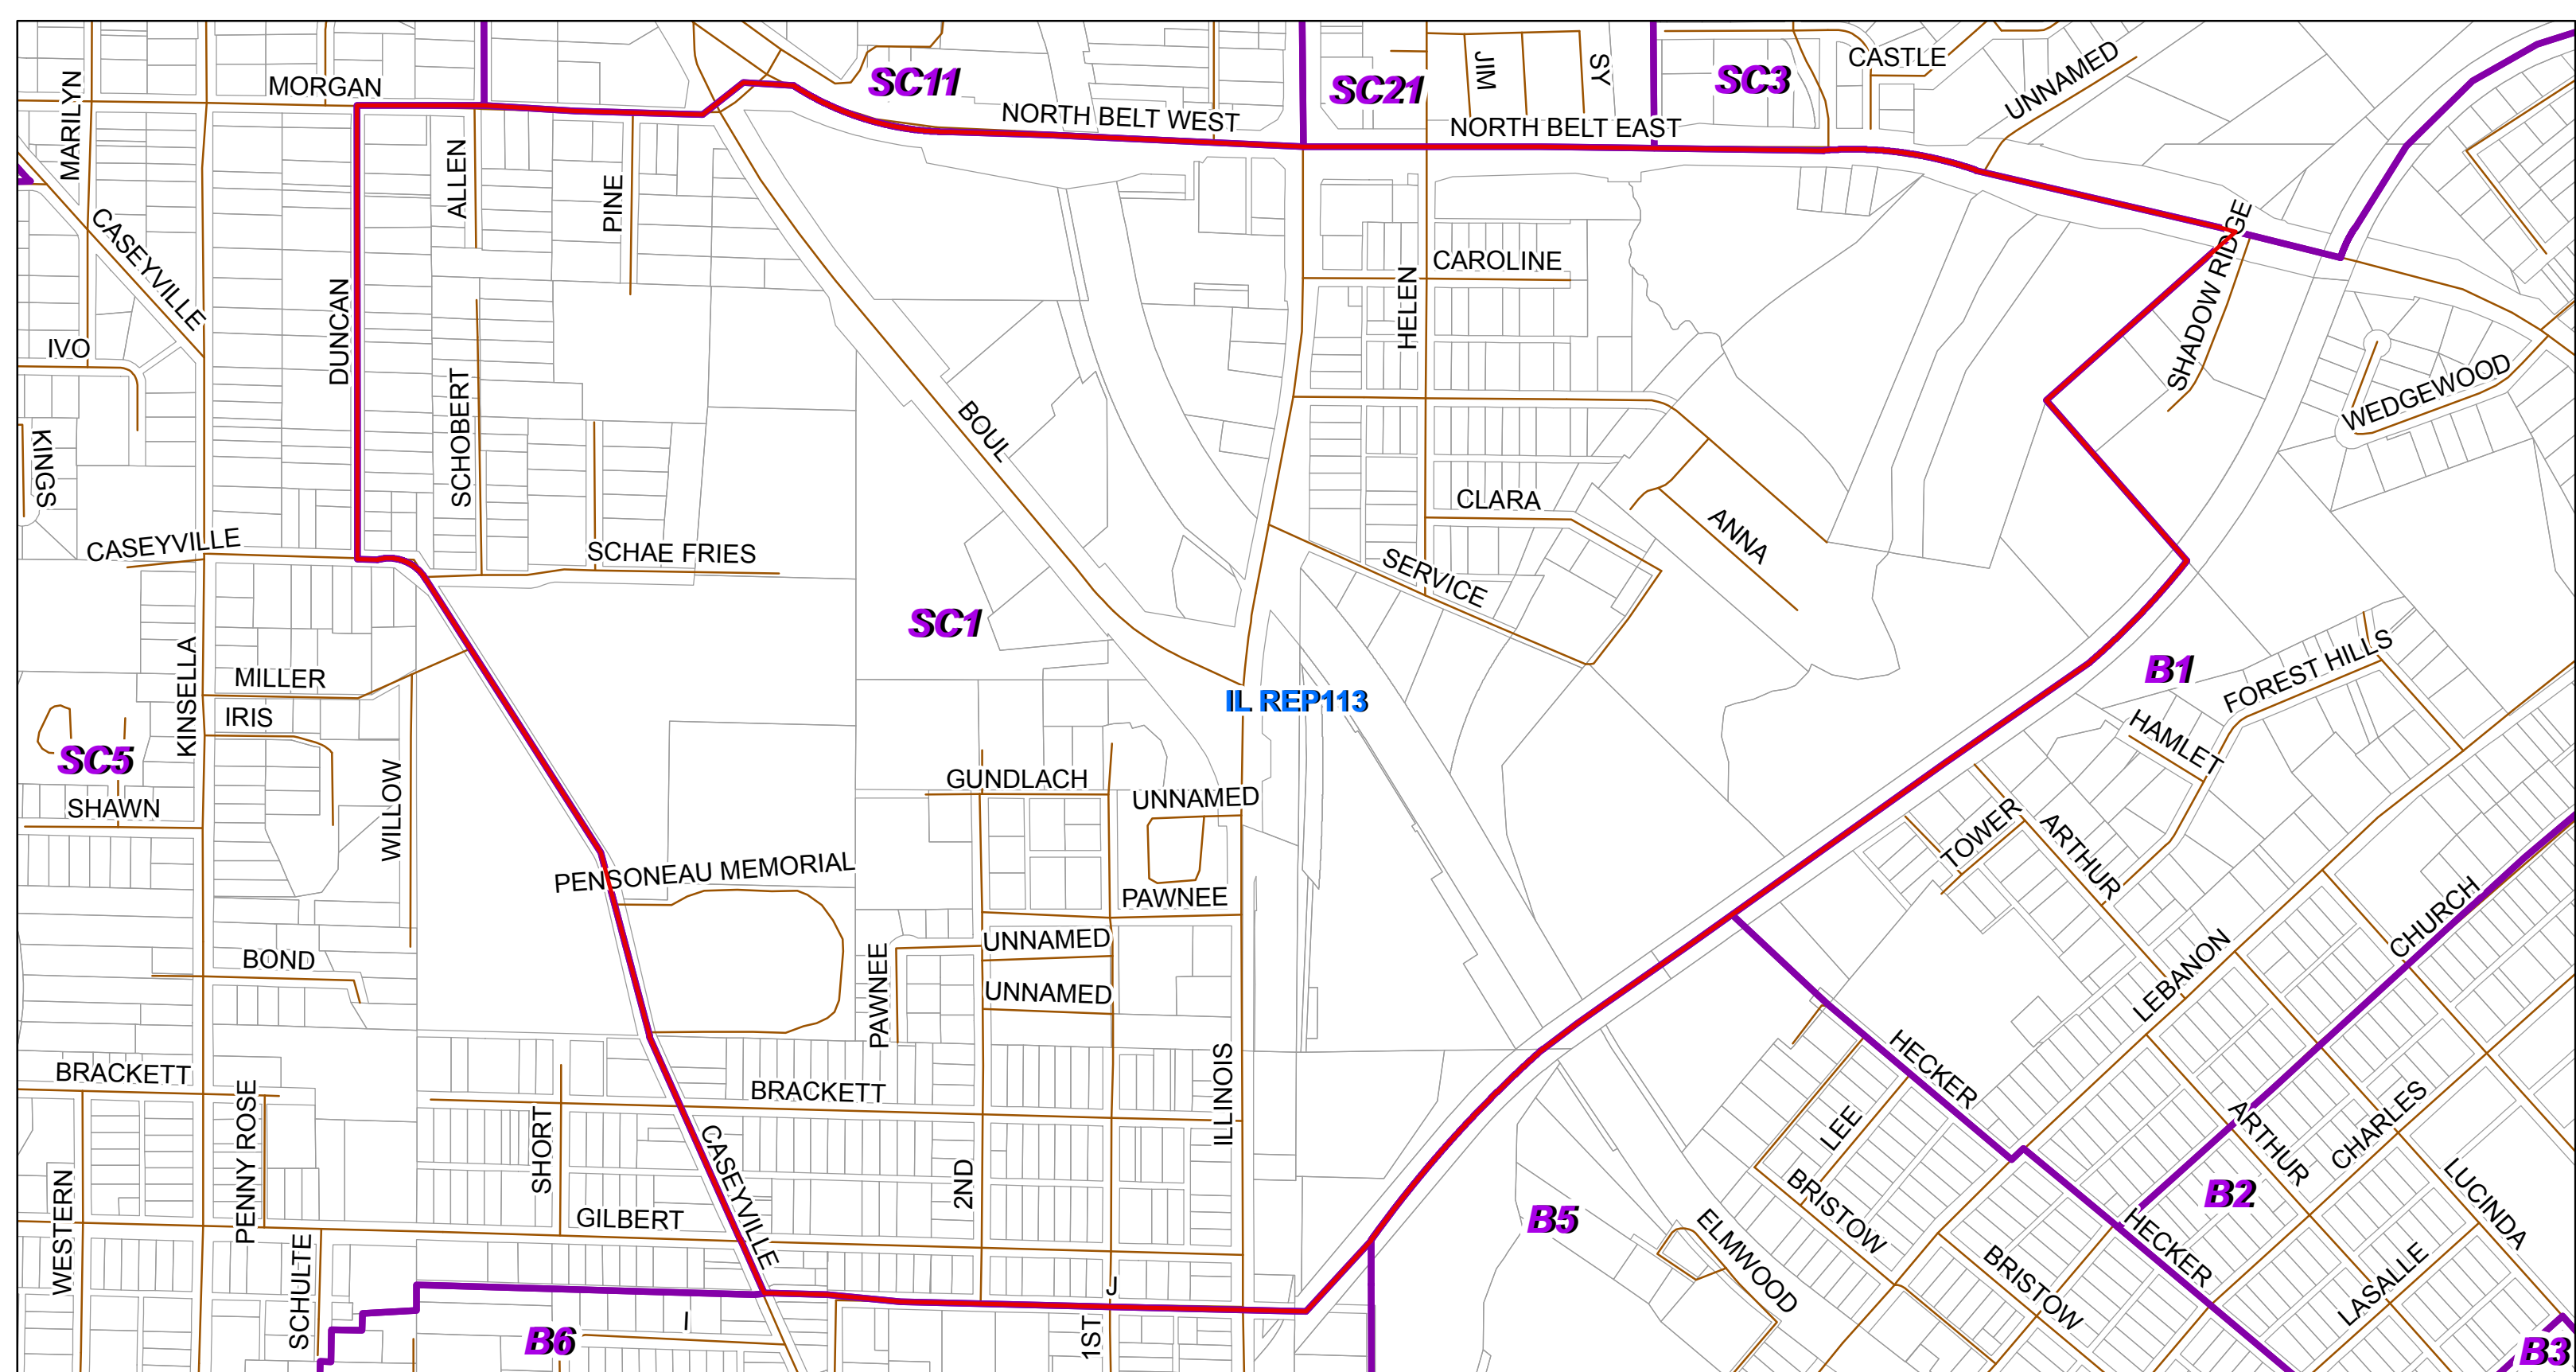 MORGAN
MARILYN
SC11
NORTH BELT WEST
SC21
JIM
SY
SC3
CASTLE
UNNAMED
NORTH BELT EAST
ALLEN
PINE
CASEYVILLE
DUNCAN
IVO
CAROLINE
HELEN
SHADOW RIDGE
WEDGEWOOD
KINGS
SCHOBERT
BOUL
CLARA
ANNA
CASEYVILLE
SCHAE FRIES
SERVICE
SC1
KINSELLA
MILLER
IRIS
IL REP113
B1
FOREST HILLS
HAMLET
SC5
SHAWN
WILLOW
GUNDLACH
UNNAMED
TOWER
ARTHUR
PENSONEAU MEMORIAL
PAWNEE
CHURCH
BOND
PAWNEE
UNNAMED
UNNAMED
LEBANON
HECKER
BRACKETT
PENNY ROSE
BRACKETT
SHORT
ILLINOIS
LEE
ARTHUR
CHARLES
CASEYVILLE
2ND
WESTERN
GILBERT
SCHULTE
BRISTOW
B2
LUCINDA
B5
ELMWOOD
HECKER
BRISTOW
LASALLE
J
I
B6
1ST
B3